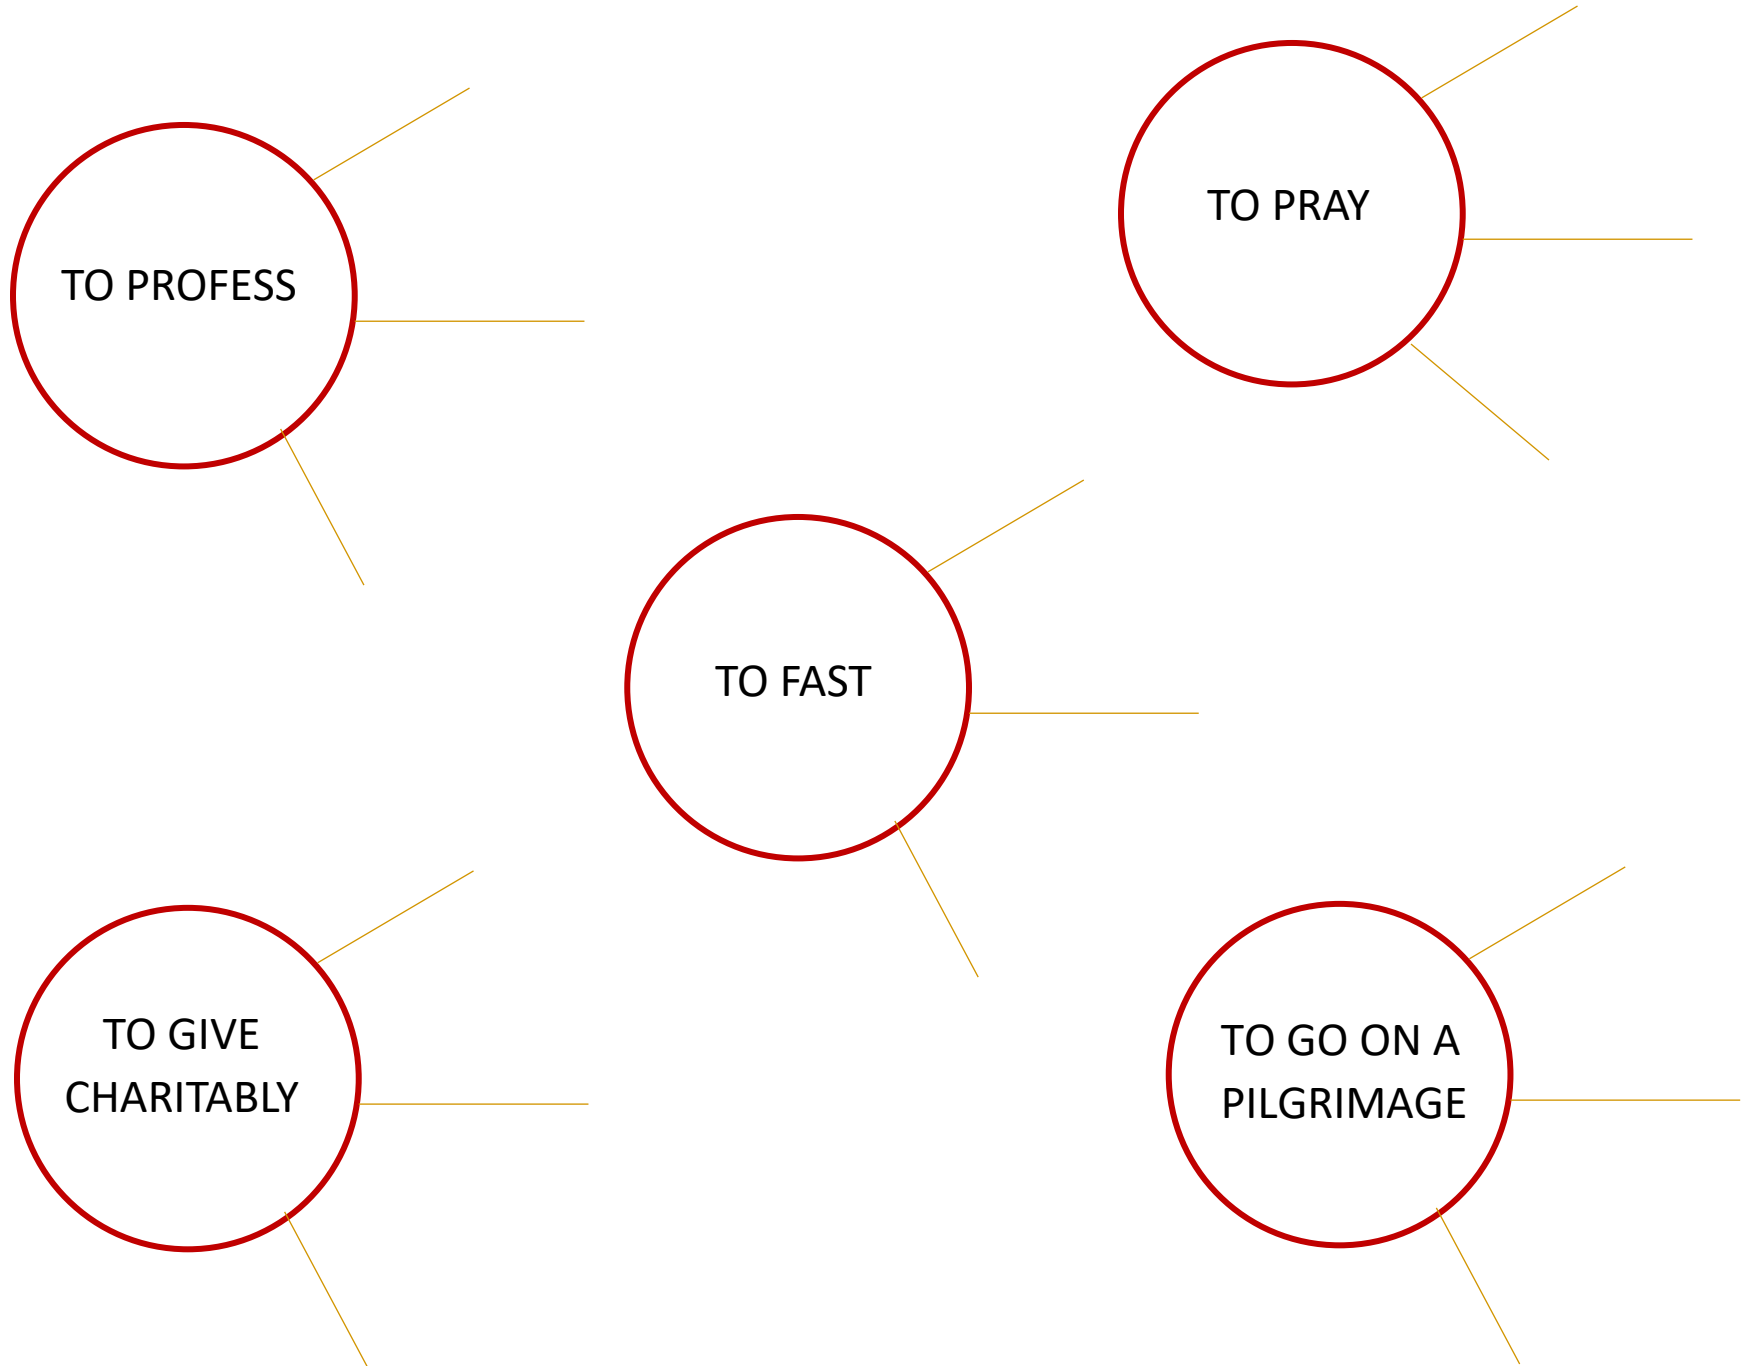 TO PROFESS
TO PRAY
TO FAST
TO GIVE
CHARITABLY
TO GO ON A
PILGRIMAGE